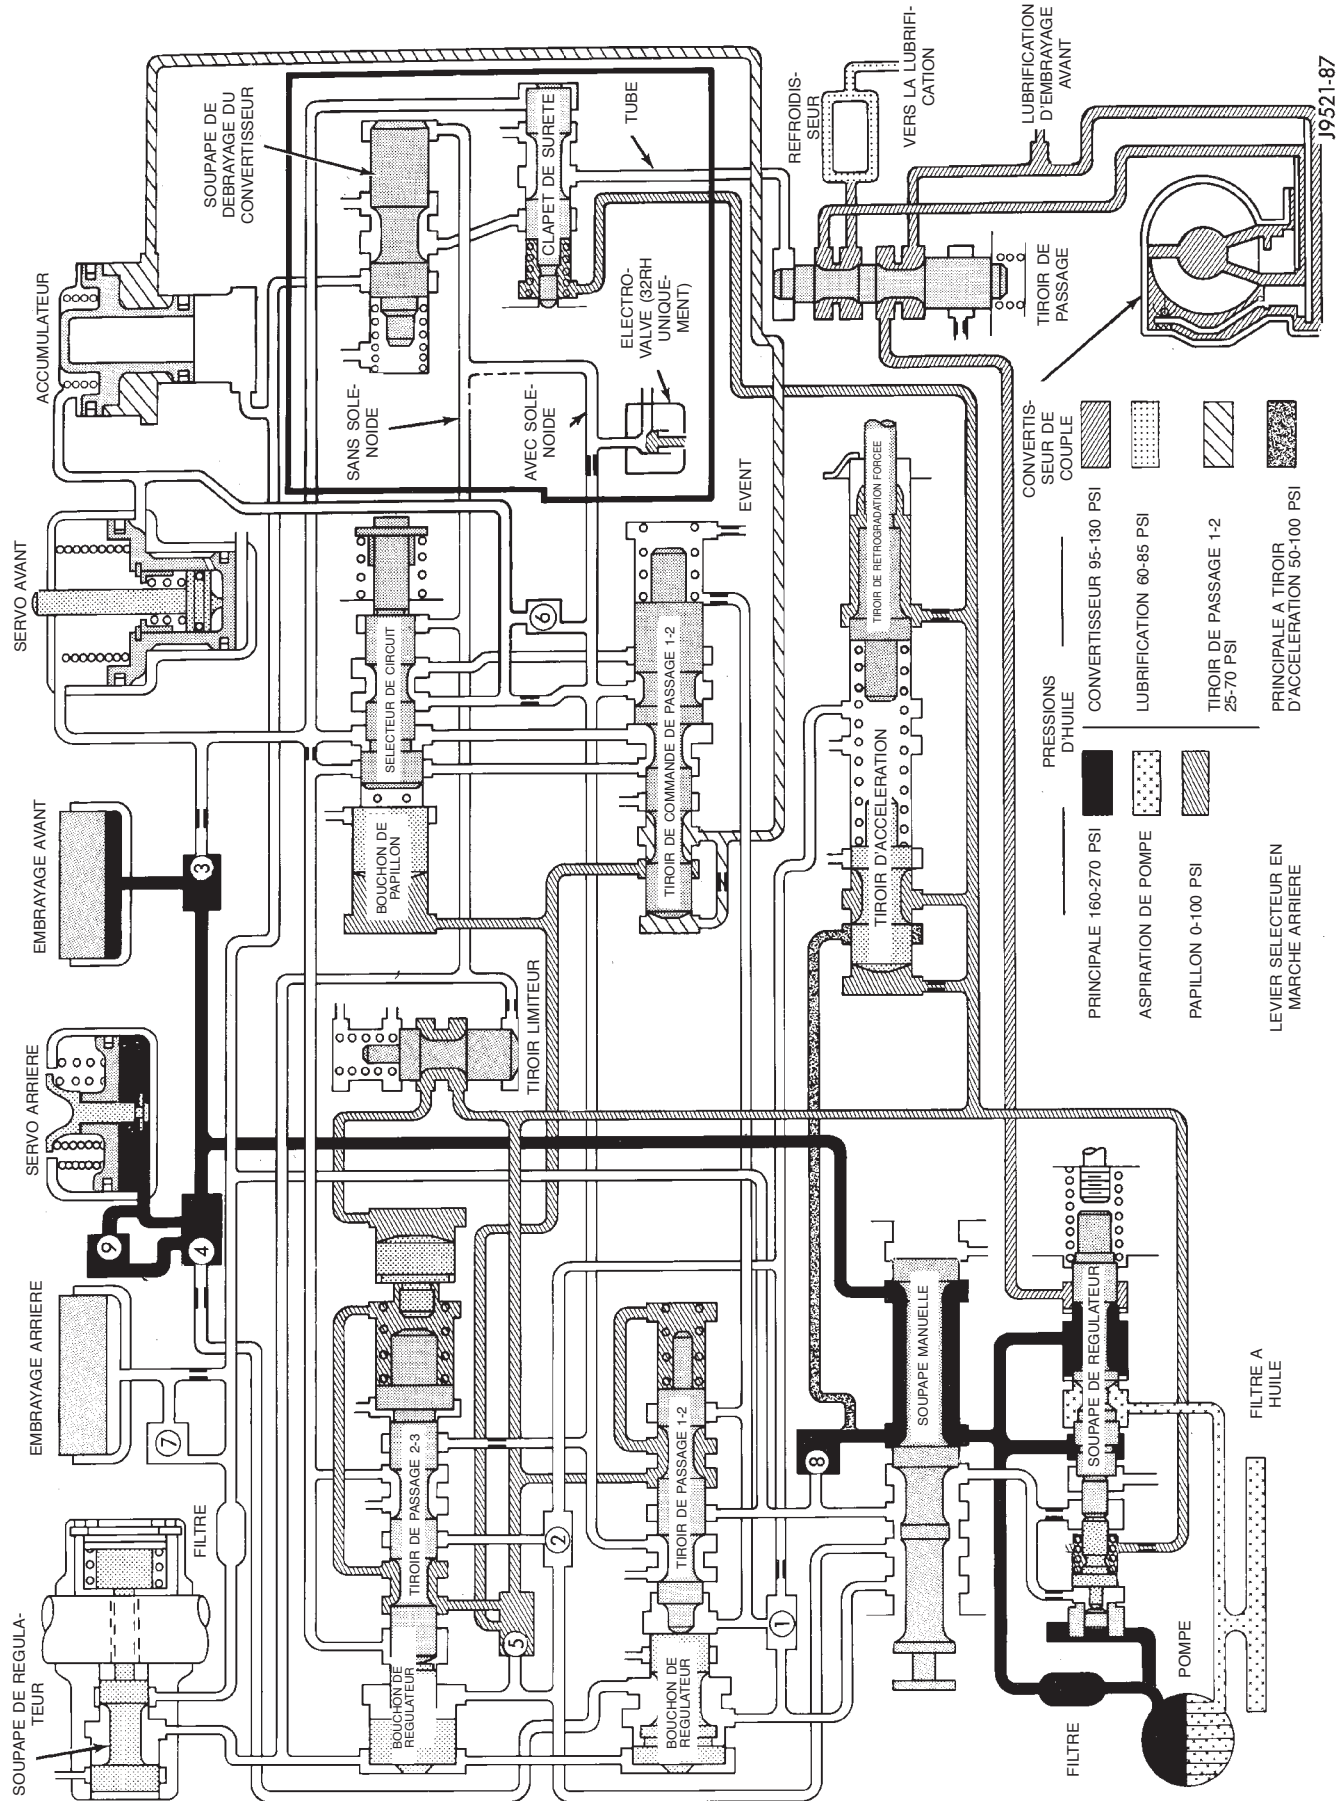 SOUPAPE DE REGULA-
TEUR
FILTRE
EMBRAYAGE ARRIERE
SERVO ARRIERE
EMBRAYAGE AVANT
SERVO AVANT
ACCUMULATEUR
7
9
4
3
SOUPAPE DE
DEBRAYAGE DU
CONVERTISSEUR
BOUCHON DE
REGULATEUR
TIROIR DE PASSAGE 2-3
TIROIR LIMITEUR
BOUCHON DE
PAPILLON
SELECTEUR DE CIRCUIT
SANS SOLE-
NOIDE
AVEC SOLE-
NOIDE
CLAPET DE SURETE
TUBE
5
2
6
ELECTRO-
VALVE (32RH
UNIQUE-
MENT)
BOUCHON DE
REGULATEUR
TIROIR DE PASSAGE 1-2
TIROIR DE COMMANDE DE PASSAGE 1-2
EVENT
1
8
REFROIDIS-
SEUR
VERS LA LUBRIFI-
CATION
SOUPAPE MANUELLE
TIROIR D'ACCELERATION
TIROIR DE RETROGRADATION FORCEE
TIROIR DE
PASSAGE
LUBRIFICATION
D'EMBRAYAGE
AVANT
FILTRE
POMPE
SOUPAPE DE REGULATEUR
FILTRE A
HUILE
CONVERTIS-
SEUR DE
COUPLE
PRESSIONS
D'HUILE
PRINCIPALE 160-270 PSI
ASPIRATION DE POMPE
PAPILLON 0-100 PSI
CONVERTISSEUR 95-130 PSI
LUBRIFICATION 60-85 PSI
TIROIR DE PASSAGE 1-2
25-70 PSI
PRINCIPALE A TIROIR
D'ACCELERATION 50-100 PSI
LEVIER SELECTEUR EN
MARCHE ARRIERE
J9521-87